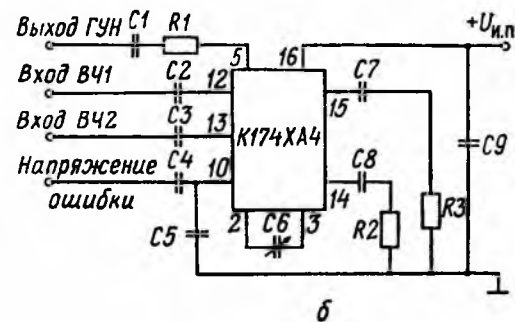 Выход ГУН
C1
R1
+Uи.п
5
16
Вход ВЧ1
C2
12
C7
15
Вход ВЧ2
C3
13
К174ХА4
C9
Напряжение
ошибки
C4
10
C8
14
C5
2
C6
3
R2
R3
б